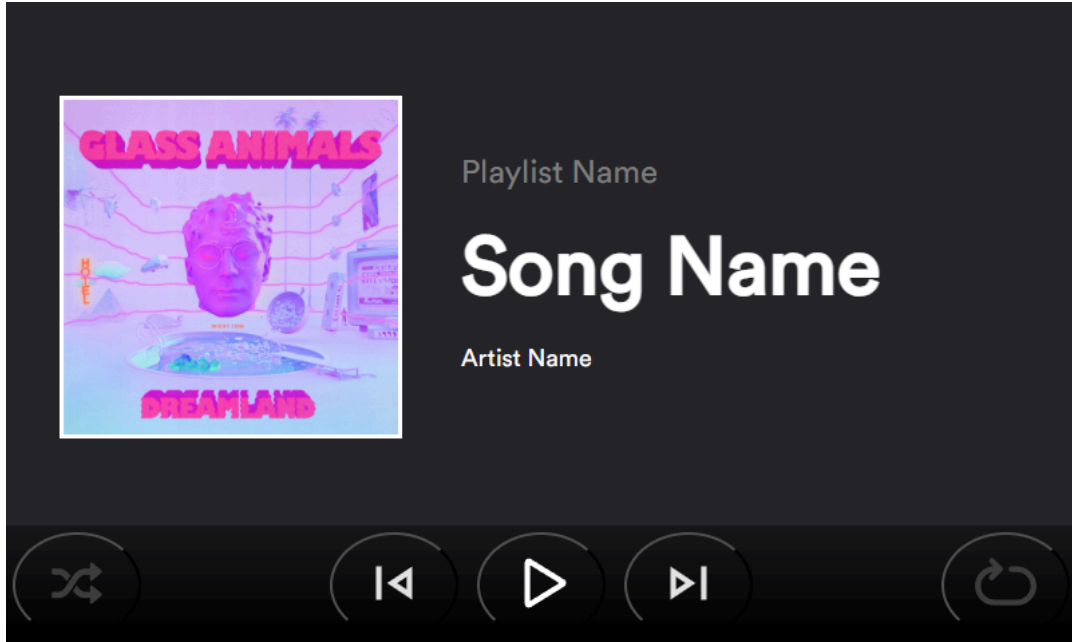 GLASS ANIMALS
HOTEL
DREAMLAND
Playlist Name
Song Name
Artist Name